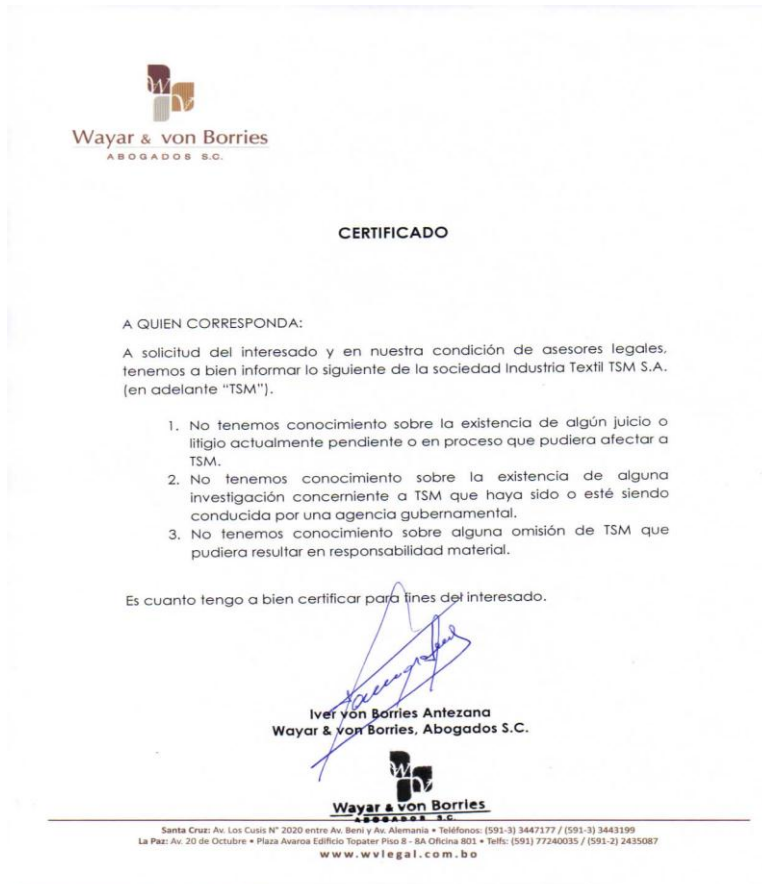 W
V
Wayar & von Borries
ABOGADOS S.C.
CERTIFICADO
A QUIEN CORRESPONDA:
A solicitud del interesado y en nuestra condición de asesores legales,
tenemos a bien informar lo siguiente de la sociedad Industria Textil TSM S.A.
(en adelante “TSM”).
1. No tenemos conocimiento sobre la existencia de algún juicio o
litigio actualmente pendiente o en proceso que pudiera afectar a
TSM.
2. No tenemos conocimiento sobre la existencia de alguna
investigación concerniente a TSM que haya sido o esté siendo
conducida por una agencia gubernamental.
3. No tenemos conocimiento sobre alguna omisión de TSM que
pudiera resultar en responsabilidad material.
Es cuanto tengo a bien certificar para fines del interesado.
Iver von Borries Antezana
Wayar & von Borries, Abogados S.C.
W
V
Wayar & von Borries
ABOGADOS S.C.
Santa Cruz: Av. Los Cusis N° 2020 entre Av. Beni y Av. Alemania • Teléfonos: (591-3) 3447177 / (591-3) 3443199
La Paz: Av. 20 de Octubre • Plaza Avaroa Edificio Topater Piso 8 - 8A Oficina 801 • Telfs: (591) 77240035 / (591-2) 2435087
www.wvlegal.com.bo